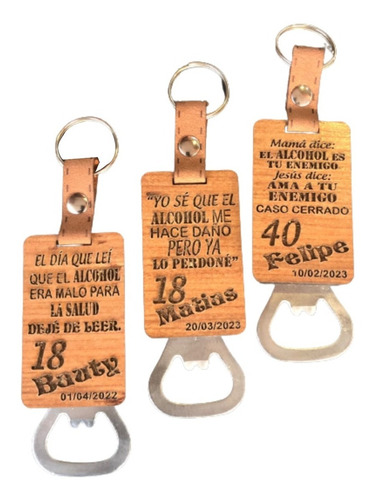 EL DÍA QUE LEÍ
QUE EL ALCOHOL
ERA MALO PARA
LA SALUD
DEJÉ DE LEER.
18
Bauty
01/04/2022
"YO SÉ QUE EL
ALCOHOL ME
HACE DAÑO
PERO YA
LO PERDONÉ"
18
Matias
20/03/2023
Mamá dice:
EL ALCOHOL ES
TU ENEMIGO.
Jesús dice:
AMA A TU
ENEMIGO
CASO CERRADO
40
Felipe
10/02/2023